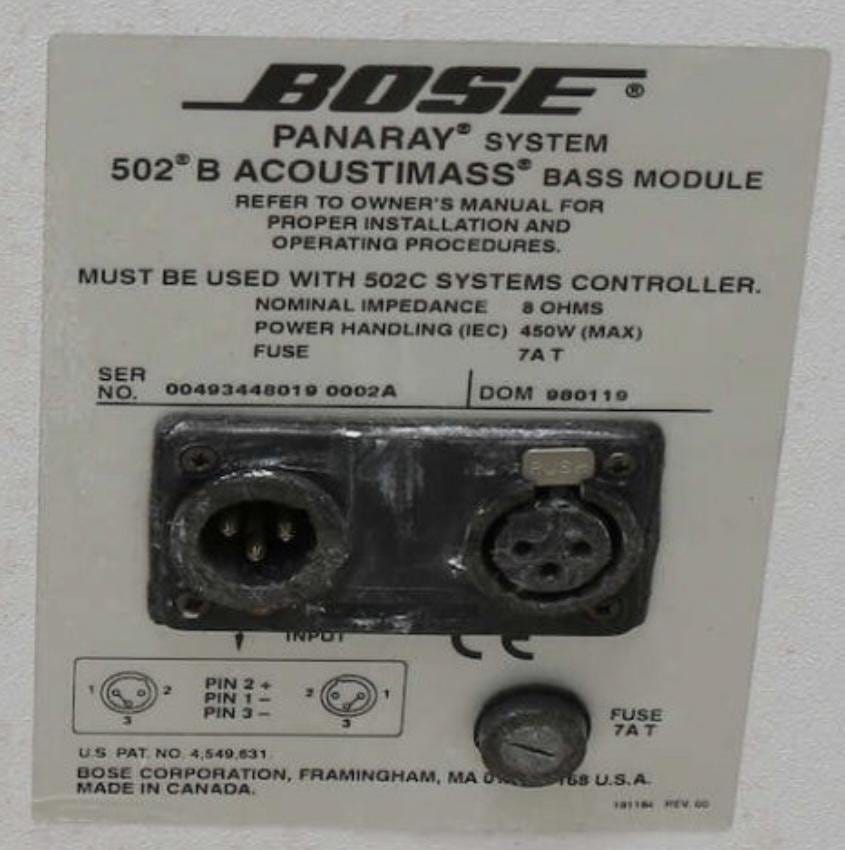 BOSE®
PANARAY® SYSTEM
502® B ACOUSTIMASS® BASS MODULE
REFER TO OWNER'S MANUAL FOR
PROPER INSTALLATION AND
OPERATING PROCEDURES.
MUST BE USED WITH 502C SYSTEMS CONTROLLER.
NOMINAL IMPEDANCE 8 OHMS
POWER HANDLING (IEC) 450W (MAX)
FUSE 7A T
SER
NO. 00493448019 0002A DOM 980119
PUSH
INPUT
CE
1 2 3 PIN 2 + 2 1 3
PIN 1 -
PIN 3 -
FUSE
7A T
U.S. PAT. NO. 4,549,631.
BOSE CORPORATION, FRAMINGHAM, MA U.S.A.
MADE IN CANADA.
191184 REV. 00